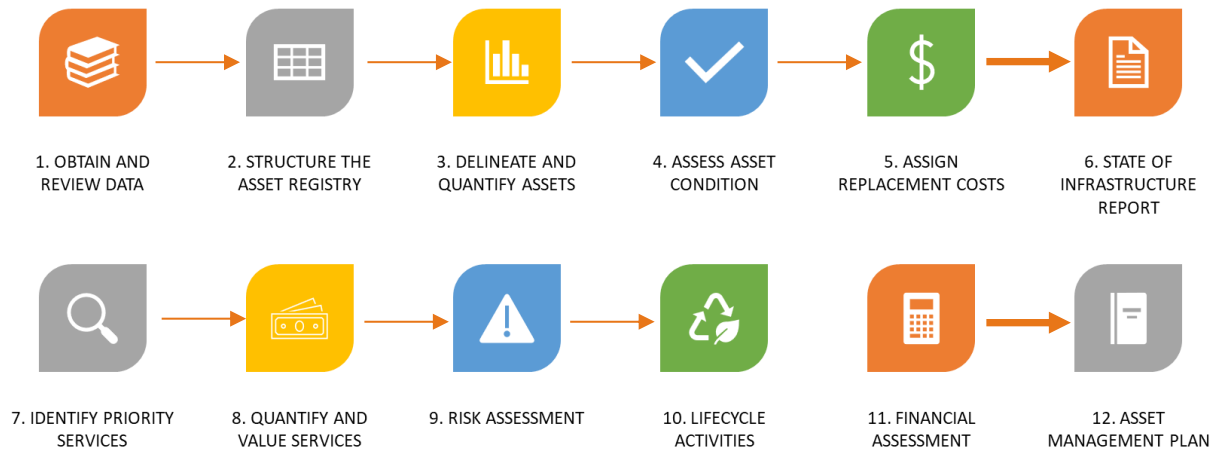 1. OBTAIN AND
REVIEW DATA
2. STRUCTURE THE
ASSET REGISTRY
3. DELINEATE AND
QUANTIFY ASSETS
4. ASSESS ASSET
CONDITION
5. ASSIGN
REPLACEMENT COSTS
6. STATE OF
INFRASTRUCTURE
REPORT
7. IDENTIFY PRIORITY
SERVICES
8. QUANTIFY AND
VALUE SERVICES
9. RISK ASSESSMENT
10. LIFECYCLE
ACTIVITIES
11. FINANCIAL
ASSESSMENT
12. ASSET
MANAGEMENT PLAN